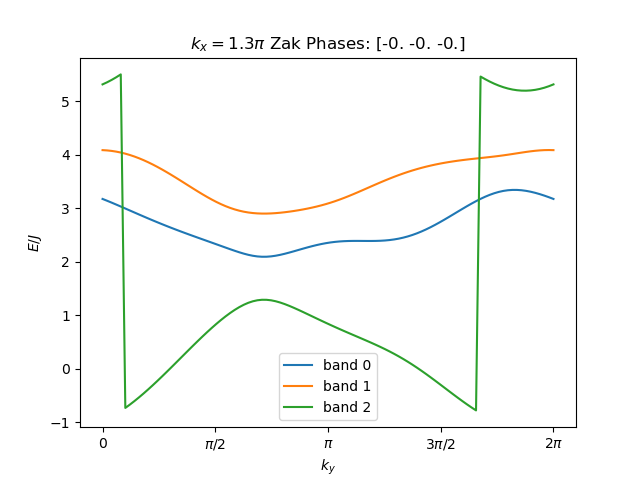 $k_x = 1.3\pi$ Zak Phases: [-0. -0. -0.]
E/J
5
4
3
2
1
0
−1
0
π/2
π
3π/2
2π
$k_y$
band 0
band 1
band 2